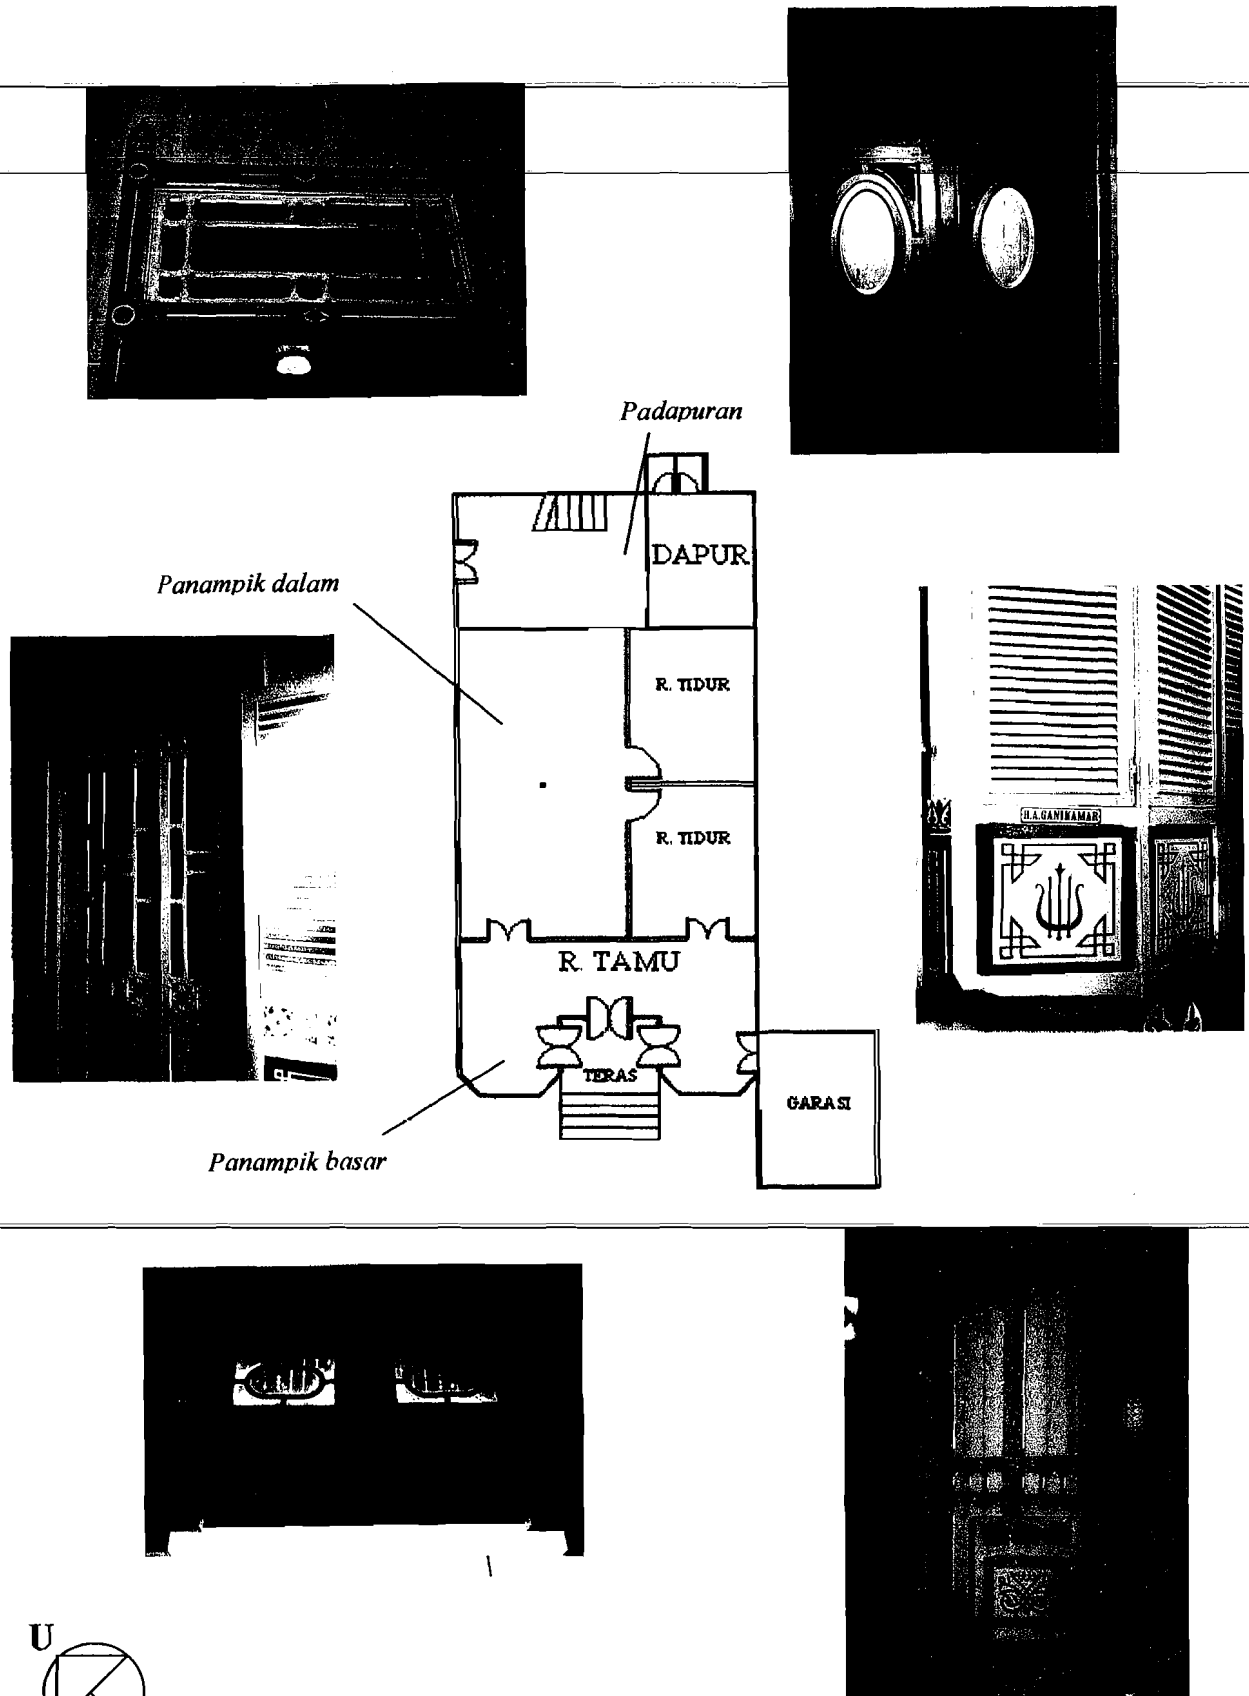 Padapuran
DAPUR
Panampik dalam
R. TIDUR
H.A.GANIKAMAR
R. TIDUR
R. TAMU
TERAS
GARASI
Panampik basar
U